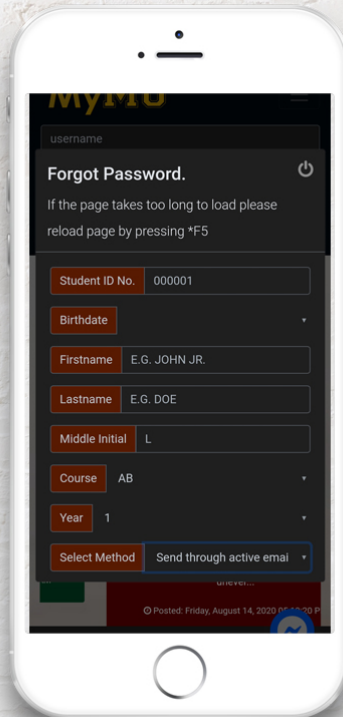 MyMU
username
Forgot Password.
If the page takes too long to load please
reload page by pressing *F5
Student ID No. 000001
Birthdate
Firstname E.G. JOHN JR.
Lastname E.G. DOE
Middle Initial L
Course AB
Year 1
Select Method Send through active emai
unever...
Posted: Friday, August 14, 2020